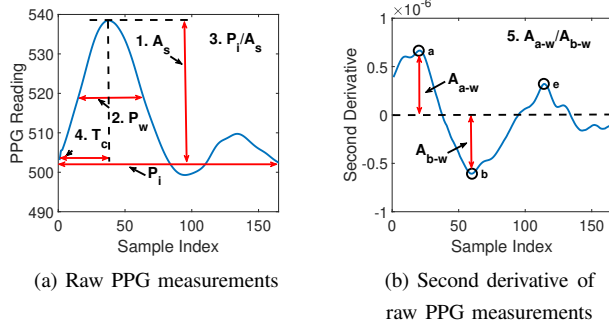 540
530
520
510
500
490
0
50
100
150
PPG Reading
Sample Index
1. A_s
3. P_i/A_s
2. P_w
4. T_c
P_i
(a) Raw PPG measurements
×10^-6
1
0.5
0
-0.5
-1
0
50
100
150
Second Derivative
Sample Index
a
5. A_a-w/A_b-w
A_a-w
e
A_b-w
b
(b) Second derivative of
raw PPG measurements